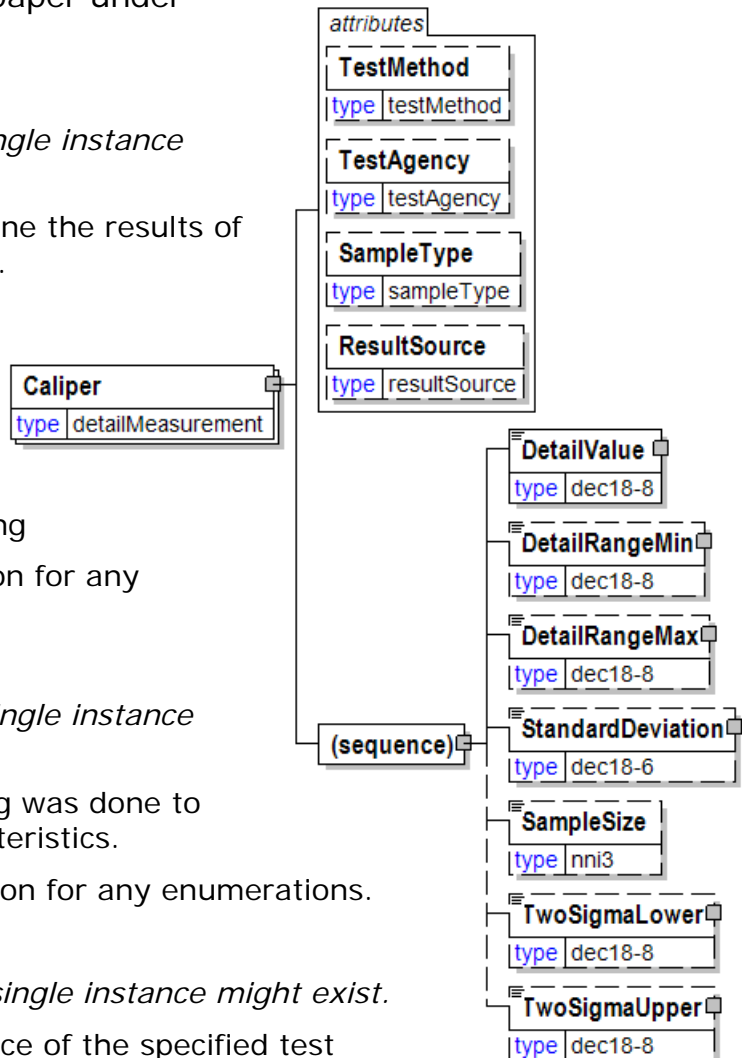 paper under
ngle instance
ne the results of
.
ng
on for any
ingle instance
g was done to
teristics.
on for any enumerations.
single instance might exist.
ce of the specified test
attributes
TestMethod
type testMethod
TestAgency
type testAgency
SampleType
type sampleType
ResultSource
type resultSource
Caliper
type detailMeasurement
(sequence)
DetailValue
type dec18-8
DetailRangeMin
type dec18-8
DetailRangeMax
type dec18-8
StandardDeviation
type dec18-6
SampleSize
type nni3
TwoSigmaLower
type dec18-8
TwoSigmaUpper
type dec18-8